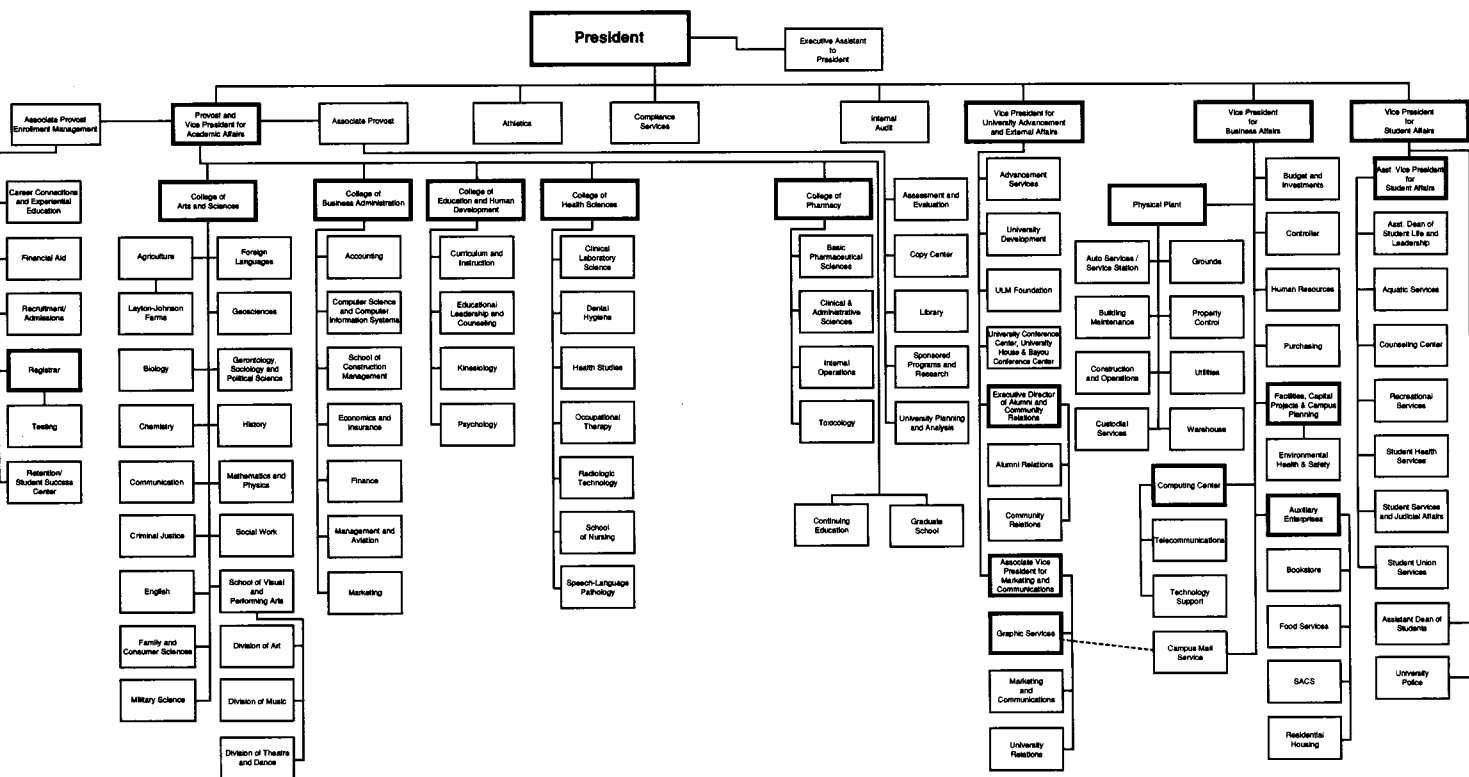 President
Executive Assistant
to
President
Associate Provost
Enrollment Management
Provost and
Vice President for
Academic Affairs
Associate Provost
Athletics
Compliance
Services
Internal
Audit
Vice President for
University Advancement
and External Affairs
Vice President
for
Business Affairs
Vice President
for
Student Affairs
Career Connections
and Experiential
Education
Financial Aid
Recruitment/
Admissions
Registrar
Testing
Retention/
Student Success
Center
College of
Arts and Sciences
Agriculture
Layton-Johnson
Farms
Biology
Chemistry
Communication
Criminal Justice
English
Family and
Consumer Sciences
Military Science
Foreign
Languages
Geosciences
Gerontology,
Sociology and
Political Science
History
Mathematics and
Physics
Social Work
School of Visual
and
Performing Arts
Division of Art
Division of Music
Division of Theatre
and Dance
College of
Business Administration
Accounting
Computer Science
and Computer
Information Systems
School of
Construction
Management
Economics and
Insurance
Finance
Management and
Aviation
Marketing
College of
Education and Human
Development
Curriculum and
Instruction
Educational
Leadership and
Counseling
Kinesiology
Psychology
College of
Health Sciences
Clinical
Laboratory
Science
Dental
Hygiene
Health Studies
Occupational
Therapy
Radiologic
Technology
School
of Nursing
Speech-Language
Pathology
College of
Pharmacy
Basic
Pharmaceutical
Sciences
Clinical &
Administrative
Sciences
Internal
Operations
Toxicology
Assessment and
Evaluation
Copy Center
Library
Sponsored
Programs and
Research
University Planning
and Analysis
Continuing
Education
Graduate
School
Advancement
Services
University
Development
ULM Foundation
University Conference
Center, University
House & Bayou
Conference Center
Executive Director
of Alumni and
Community
Relations
Alumni Relations
Community
Relations
Associate Vice
President for
Marketing and
Communications
Graphic Services
Marketing
and
Communications
University
Relations
Physical Plant
Auto Services /
Service Station
Grounds
Building
Maintenance
Property
Control
Construction
and Operations
Utilities
Custodial
Services
Warehouse
Computing Center
Telecommunications
Technology
Support
Campus Mail
Service
Budget and
Investments
Controller
Human Resources
Purchasing
Facilities, Capital
Projects & Campus
Planning
Environmental
Health & Safety
Auxiliary
Enterprises
Bookstore
Food Services
SACS
Residential
Housing
Asst. Vice President
for
Student Affairs
Asst. Dean of
Student Life and
Leadership
Aquatic Services
Counseling Center
Recreational
Services
Student Health
Services
Student Services
and Judicial Affairs
Student Union
Services
Assistant Dean of
Students
University
Police